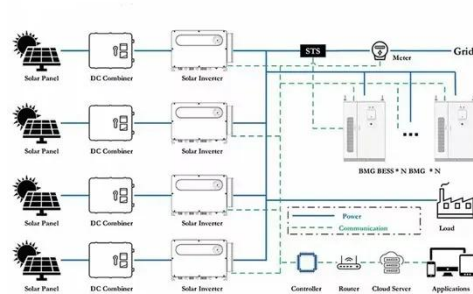 STS
Meter
Grid
Solar Panel
DC Combiner
Solar Inverter
Solar Panel
DC Combiner
Solar Inverter
BMG BESS * N BMG * N
Solar Panel
DC Combiner
Solar Inverter
Power
Communication
Load
Solar Panel
DC Combiner
Solar Inverter
Controller
Router
Cloud Server
Applications